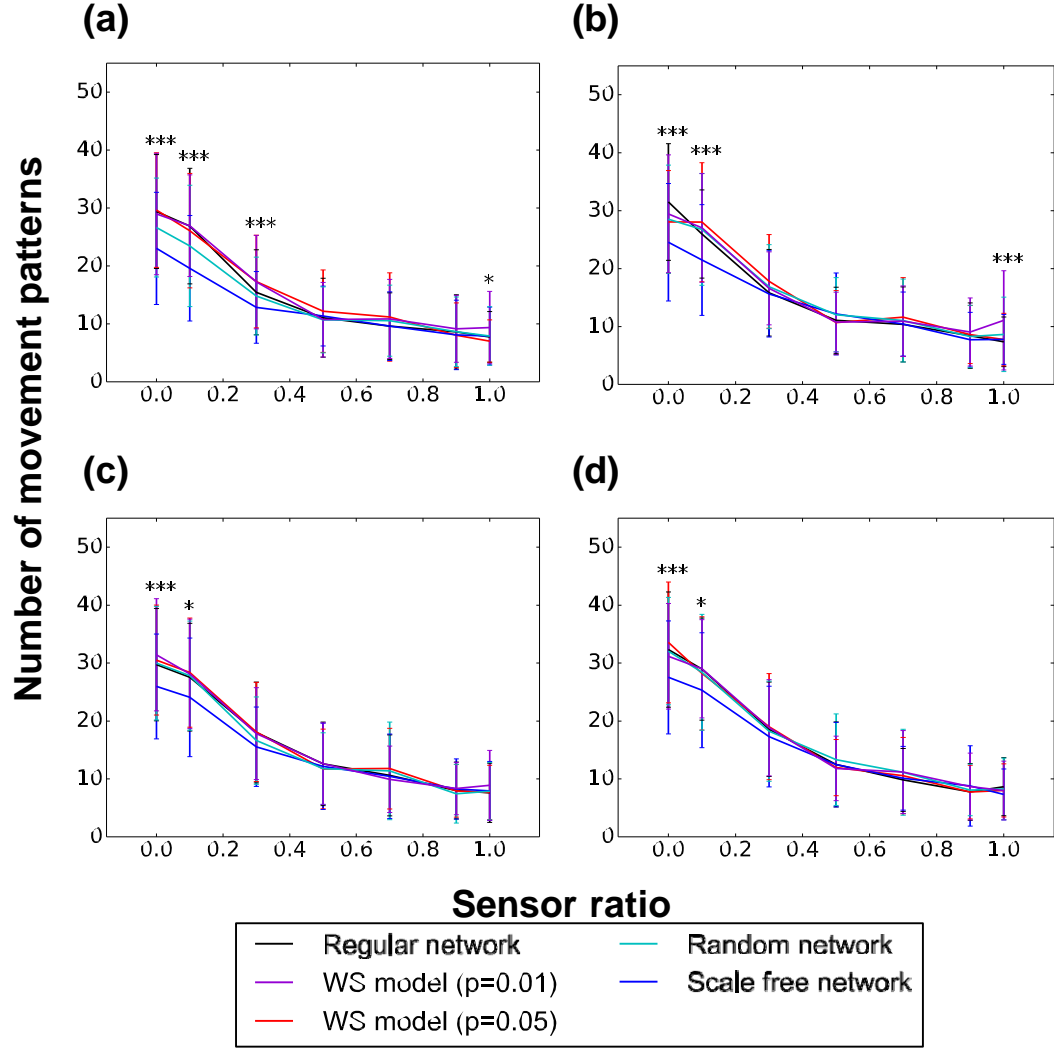 (a)
(b)
Number of movement patterns
50
40
30
20
10
0
*** *** *** *
0.0 0.2 0.4 0.6 0.8 1.0
50
40
30
20
10
0
*** *** ***
0.0 0.2 0.4 0.6 0.8 1.0
(c)
(d)
50
40
30
20
10
0
*** *
0.0 0.2 0.4 0.6 0.8 1.0
50
40
30
20
10
0
*** *
0.0 0.2 0.4 0.6 0.8 1.0
Sensor ratio
Regular network
WS model (p=0.01)
WS model (p=0.05)
Random network
Scale free network